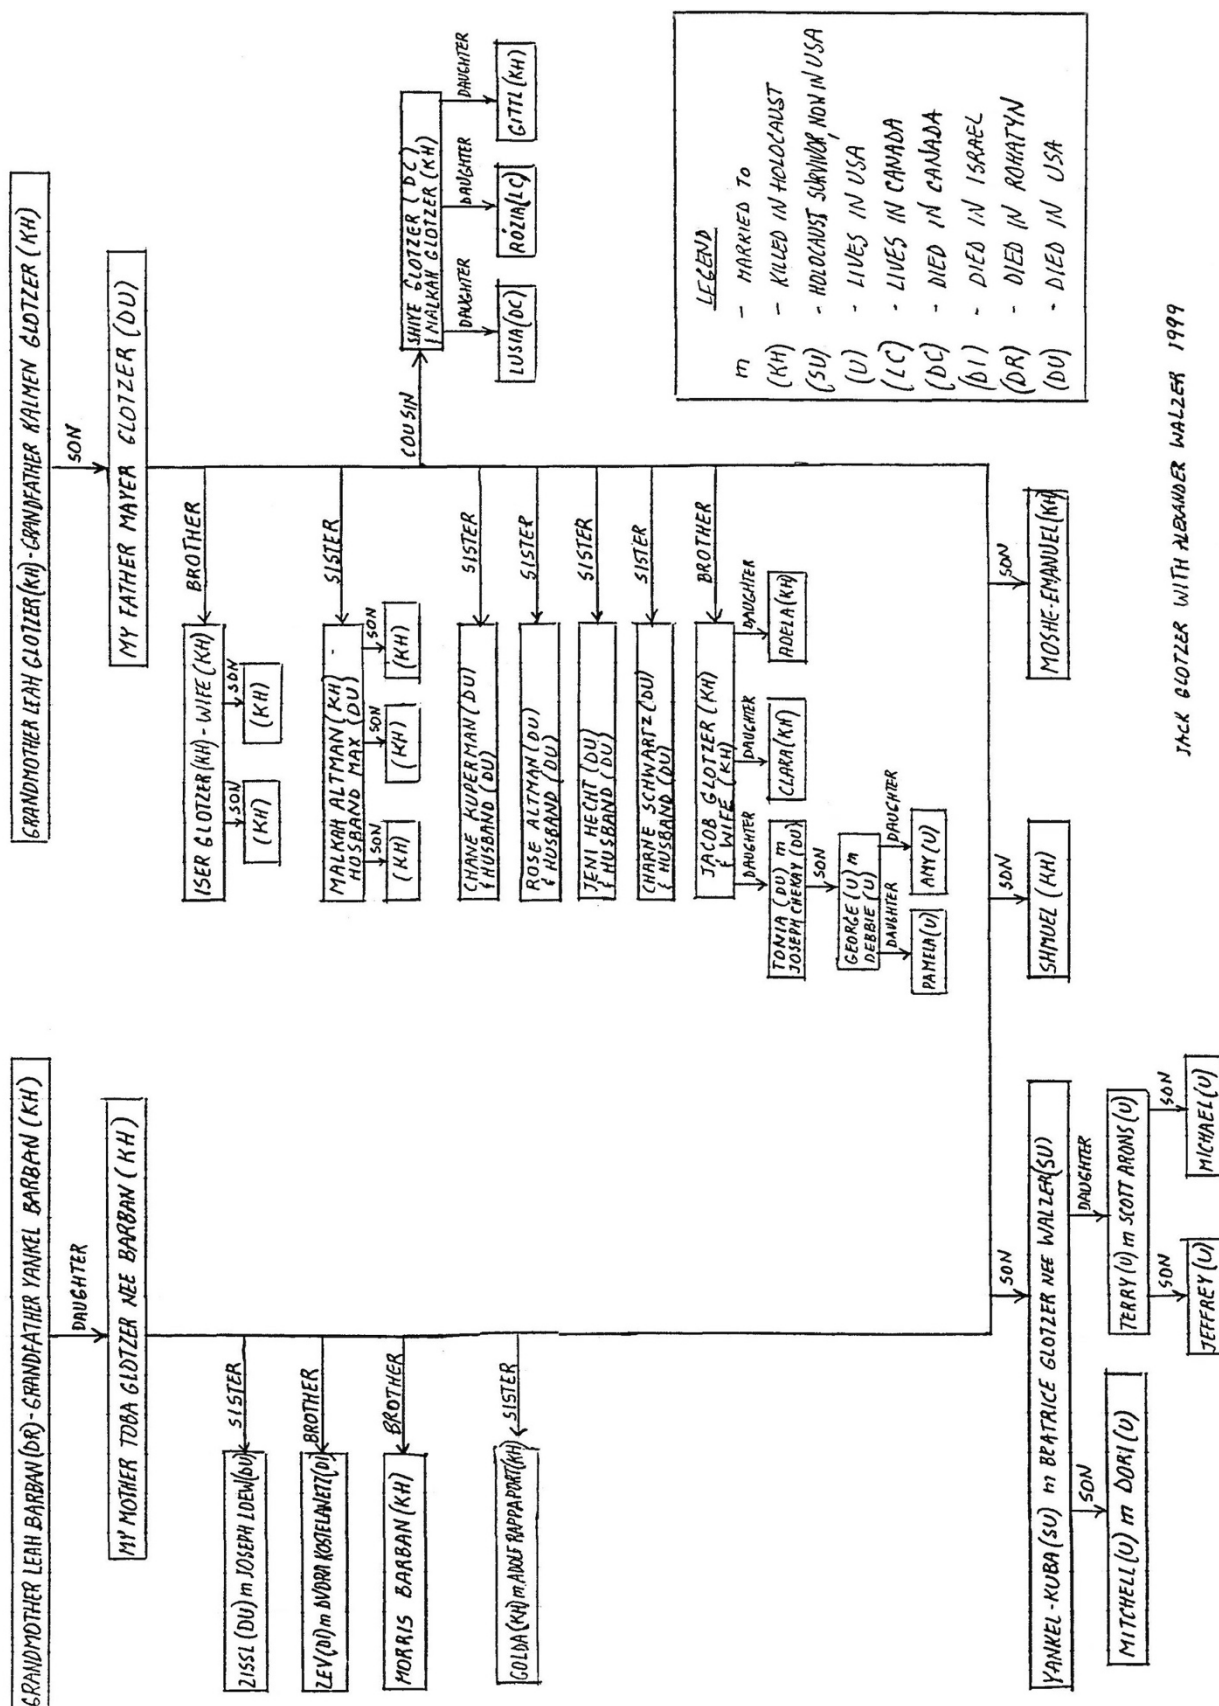 GRANDMOTHER LEAH BARBAN (DR) - GRANDFATHER YANKEL BARBAN (KH)
DAUGHTER
MY MOTHER TOBA GLOTZER NEE BARBAN (KH)
SISTER
ZISSL (DU) m JOSEPH LOEW (DU)
BROTHER
ZEV (DI) m DVORA KOSTELANETZ (DI)
BROTHER
MORRIS BARBAN (KH)
SISTER
GOLDA (KH) m ADOLF RAPPAPORT (KH)
GRANDMOTHER LEAH GLOTZER (KH) - GRANDFATHER KALMEN GLOTZER (KH)
SON
MY FATHER MAYER GLOTZER (DU)
BROTHER
ISER GLOTZER (KH) - WIFE (KH)
SON
SON
(KH)
(KH)
SISTER
MALKAH ALTMAN (KH) -
HUSBAND MAX (DU)
SON
SON
SON
(KH)
(KH)
(KH)
COUSIN
SHIYE GLOTZER (DC)
MALKAH GLOTZER (KH)
DAUGHTER
DAUGHTER
DAUGHTER
LUSIA (DC)
RÓZIA (LC)
GITTL (KH)
SISTER
CHANE KUPERMAN (DU)
& HUSBAND (DU)
SISTER
ROSE ALTMAN (DU)
& HUSBAND (DU)
SISTER
JENI HECHT (DU)
& HUSBAND (DU)
SISTER
CHARNE SCHWARTZ (DU)
& HUSBAND (DU)
BROTHER
JACOB GLOTZER (KH)
& WIFE (KH)
DAUGHTER
DAUGHTER
DAUGHTER
TONIA (DU) m
JOSEPH CHEKAY (DU)
CLARA (KH)
ADELA (KH)
SON
GEORGE (U) m
DEBBIE (U)
DAUGHTER
DAUGHTER
PAMELA (U)
AMY (U)
SON
SON
SON
YANKEL-KUBA (SU) m BEATRICE GLOTZER NEE WALZER (SU)
SHMUEL (KH)
MOSHE-EMANUEL (KH)
SON
DAUGHTER
MITCHELL (U) m DORI (U)
TERRY (U) m SCOTT ARONS (U)
SON
SON
JEFFREY (U)
MICHAEL (U)
LEGEND
m - MARRIED TO
(KH) - KILLED IN HOLOCAUST
(SU) - HOLOCAUST SURVIVOR, NOW IN USA
(U) - LIVES IN USA
(LC) - LIVES IN CANADA
(DC) - DIED IN CANADA
(DI) - DIED IN ISRAEL
(DR) - DIED IN ROHATYN
(DU) - DIED IN USA
JACK GLOTZER WITH ALEXANDER WALZER 1999